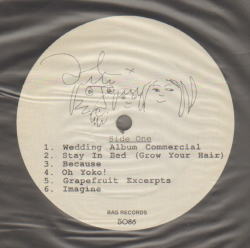 Side One
1. Wedding Album Commercial
2. Stay In Bed (Grow Your Hair)
3. Because
4. Oh Yoko!
5. Grapefruit Excerpts
6. Imagine
BAG RECORDS
5086